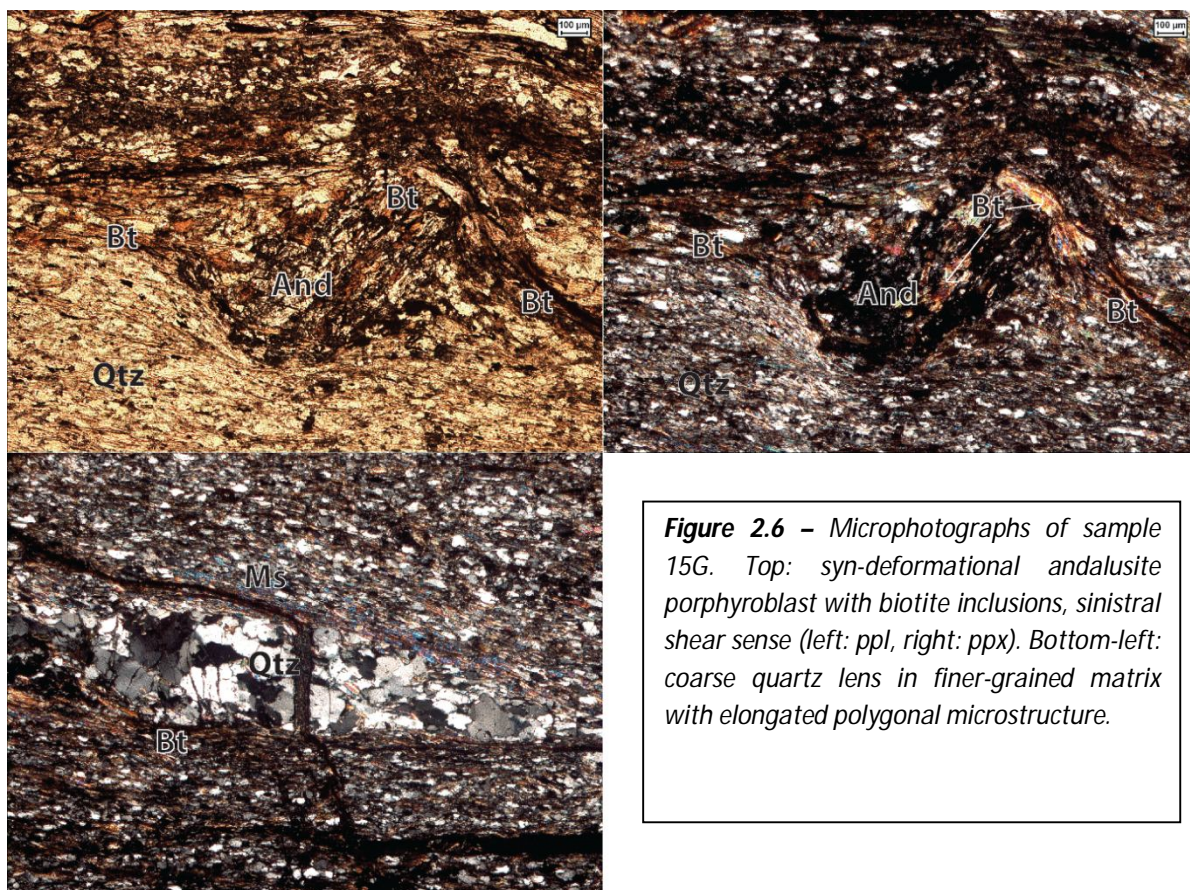 100 µm
100 µm
Bt
Bt
And
Bt
Qtz
Bt
Bt
And
Bt
Qtz
Ms
Qtz
Bt
Figure 2.6 – Microphotographs of sample
15G. Top: syn-deformational andalusite
porphyroblast with biotite inclusions, sinistral
shear sense (left: ppl, right: ppx). Bottom-left:
coarse quartz lens in finer-grained matrix
with elongated polygonal microstructure.